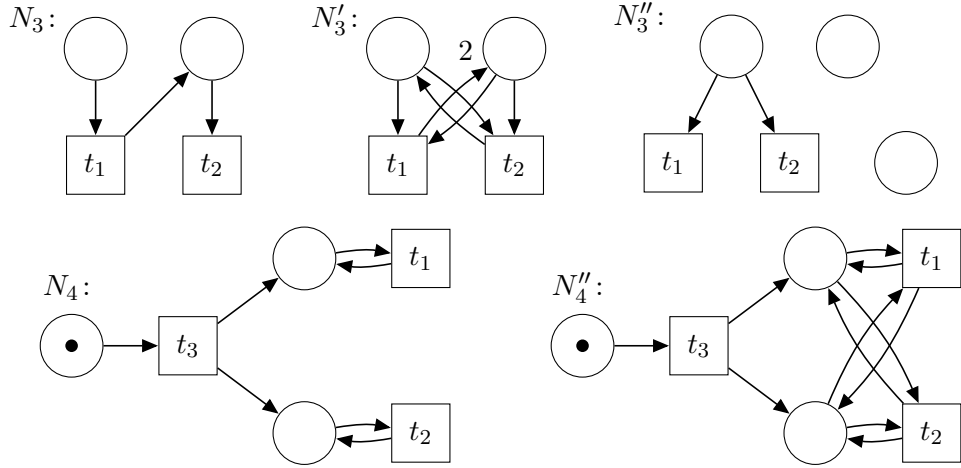 N₃: N₃′: N₃″:
2
t₁ t₂ t₁ t₂ t₁ t₂
t₁ t₁
N₄: N₄″:
t₃ t₃
t₂ t₂